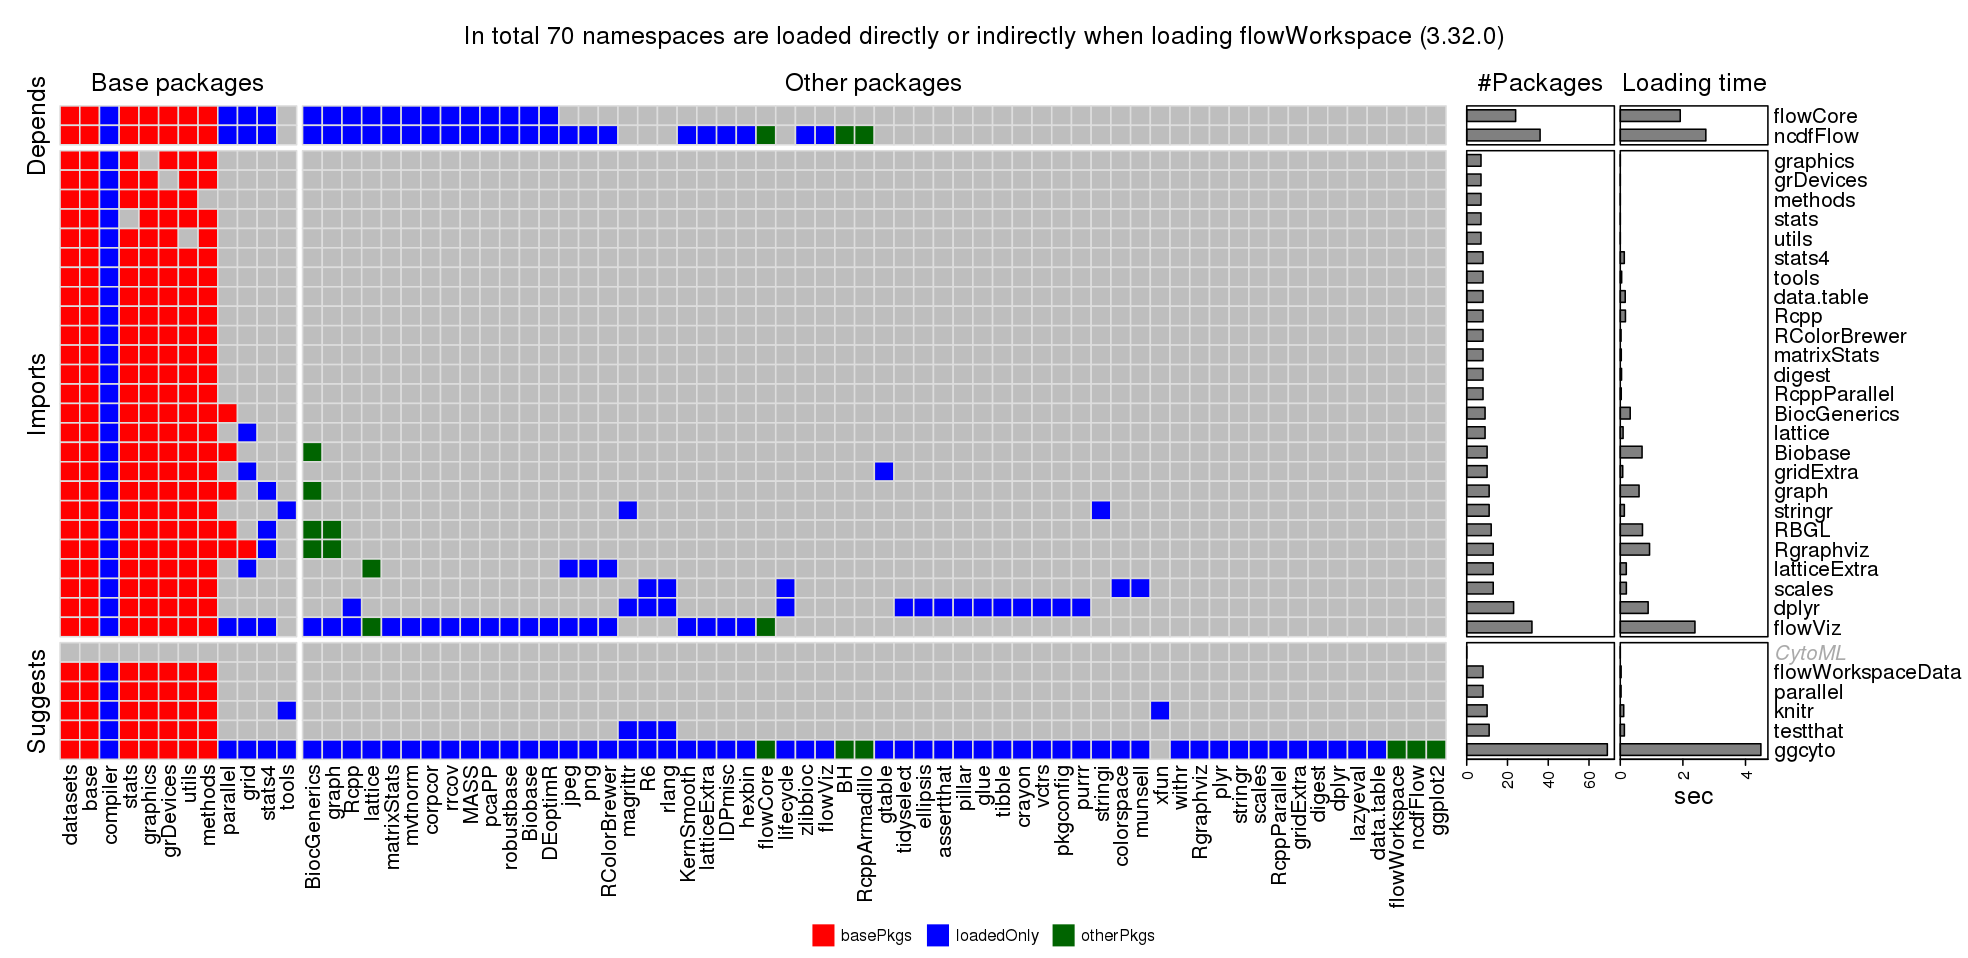 In total 70 namespaces are loaded directly or indirectly when loading flowWorkspace (3.32.0)
Base packages
Other packages
#Packages
Loading time
Depends
flowCore
ncdfFlow
Imports
graphics
grDevices
methods
stats
utils
stats4
tools
data.table
Rcpp
RColorBrewer
matrixStats
digest
RcppParallel
BiocGenerics
lattice
Biobase
gridExtra
graph
stringr
RBGL
Rgraphviz
latticeExtra
scales
dplyr
flowViz
Suggests
CytoML
flowWorkspaceData
parallel
knitr
testthat
ggcyto
datasets
base
compiler
stats
graphics
grDevices
utils
methods
parallel
grid
stats4
tools
BiocGenerics
graph
Rcpp
lattice
matrixStats
mvtnorm
corpcor
rrcov
MASS
pcaPP
robustbase
Biobase
DEoptimR
jpeg
png
RColorBrewer
magrittr
R6
rlang
KernSmooth
latticeExtra
IDPmisc
hexbin
flowCore
lifecycle
zlibbioc
flowViz
BH
RcppArmadillo
gtable
tidyselect
ellipsis
assertthat
pillar
glue
tibble
crayon
vctrs
pkgconfig
purrr
stringi
colorspace
munsell
xfun
withr
Rgraphviz
plyr
stringr
scales
RcppParallel
gridExtra
digest
dplyr
lazyeval
data.table
flowWorkspace
ncdfFlow
ggplot2
0
20
40
60
0
2
4
sec
basePkgs
loadedOnly
otherPkgs